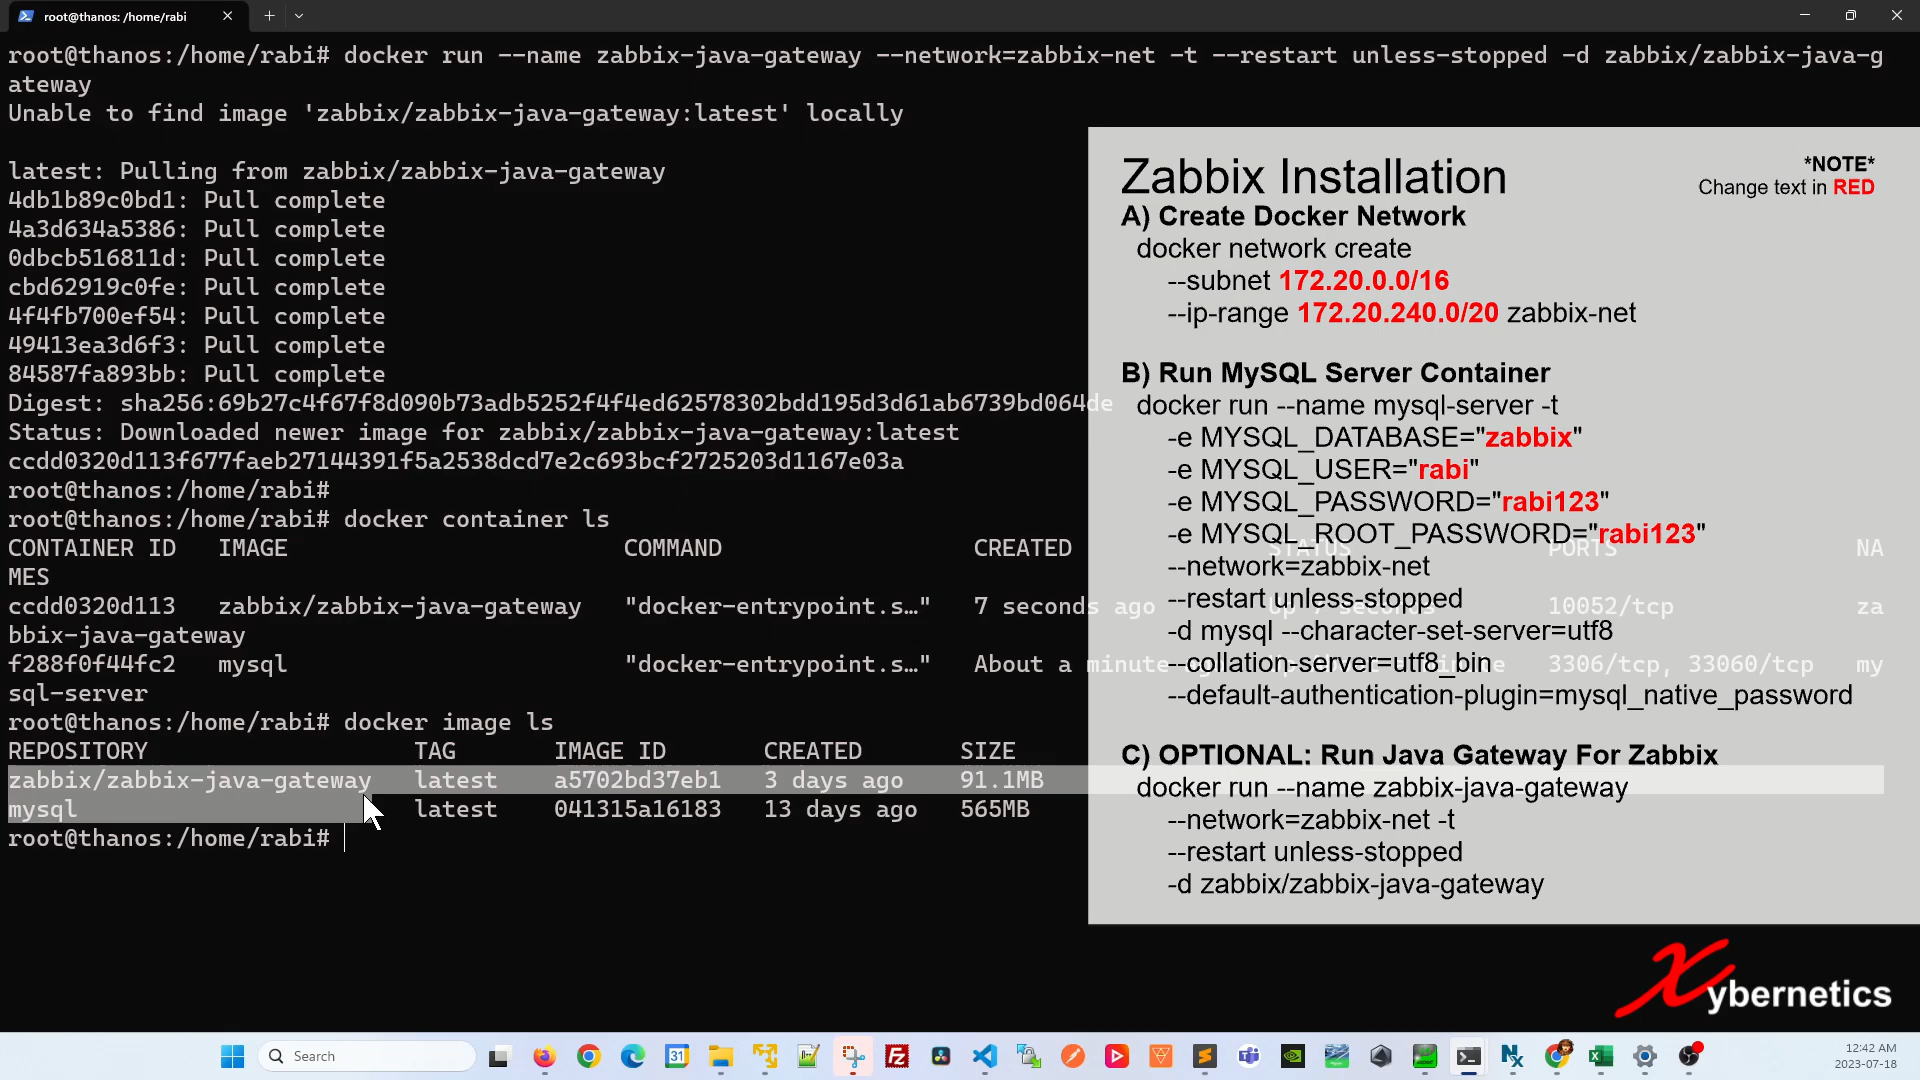 root@thanos: /home/rabi
root@thanos:/home/rabi# docker run --name zabbix-java-gateway --network=zabbix-net -t --restart unless-stopped -d zabbix/zabbix-java-g
ateway
Unable to find image 'zabbix/zabbix-java-gateway:latest' locally
latest: Pulling from zabbix/zabbix-java-gateway
4db1b89c0bd1: Pull complete
4a3d634a5386: Pull complete
0dbcb516811d: Pull complete
cbd62919c0fe: Pull complete
4f4fb700ef54: Pull complete
49413ea3d6f3: Pull complete
84587fa893bb: Pull complete
Digest: sha256:69b27c4f67f8d090b73adb5252f4f4ed62578302bdd195d3d61ab6739bd064de
Status: Downloaded newer image for zabbix/zabbix-java-gateway:latest
ccdd0320d113f677faeb27144391f5a2538dcd7e2c693bcf2725203d1167e03a
root@thanos:/home/rabi#
root@thanos:/home/rabi# docker container ls
CONTAINER ID IMAGE COMMAND CREATED STATUS PORTS NA
MES
ccdd0320d113 zabbix/zabbix-java-gateway "docker-entrypoint.s…" 7 seconds ago Up 7 seconds 10052/tcp za
bbix-java-gateway
f288f0f44fc2 mysql "docker-entrypoint.s…" About a minute 3306/tcp, 33060/tcp my
sql-server
root@thanos:/home/rabi# docker image ls
REPOSITORY TAG IMAGE ID CREATED SIZE
zabbix/zabbix-java-gateway latest a5702bd37eb1 3 days ago 91.1MB
mysql latest 041315a16183 13 days ago 565MB
root@thanos:/home/rabi#
Zabbix Installation
*NOTE*
Change text in RED
A) Create Docker Network
docker network create
--subnet 172.20.0.0/16
--ip-range 172.20.240.0/20 zabbix-net
B) Run MySQL Server Container
docker run --name mysql-server -t
-e MYSQL_DATABASE="zabbix"
-e MYSQL_USER="rabi"
-e MYSQL_PASSWORD="rabi123"
-e MYSQL_ROOT_PASSWORD="rabi123"
--network=zabbix-net
--restart unless-stopped
-d mysql --character-set-server=utf8
--collation-server=utf8_bin
--default-authentication-plugin=mysql_native_password
C) OPTIONAL: Run Java Gateway For Zabbix
docker run --name zabbix-java-gateway
--network=zabbix-net -t
--restart unless-stopped
-d zabbix/zabbix-java-gateway
Xybernetics
Search
31
12:42 AM
2023-07-18